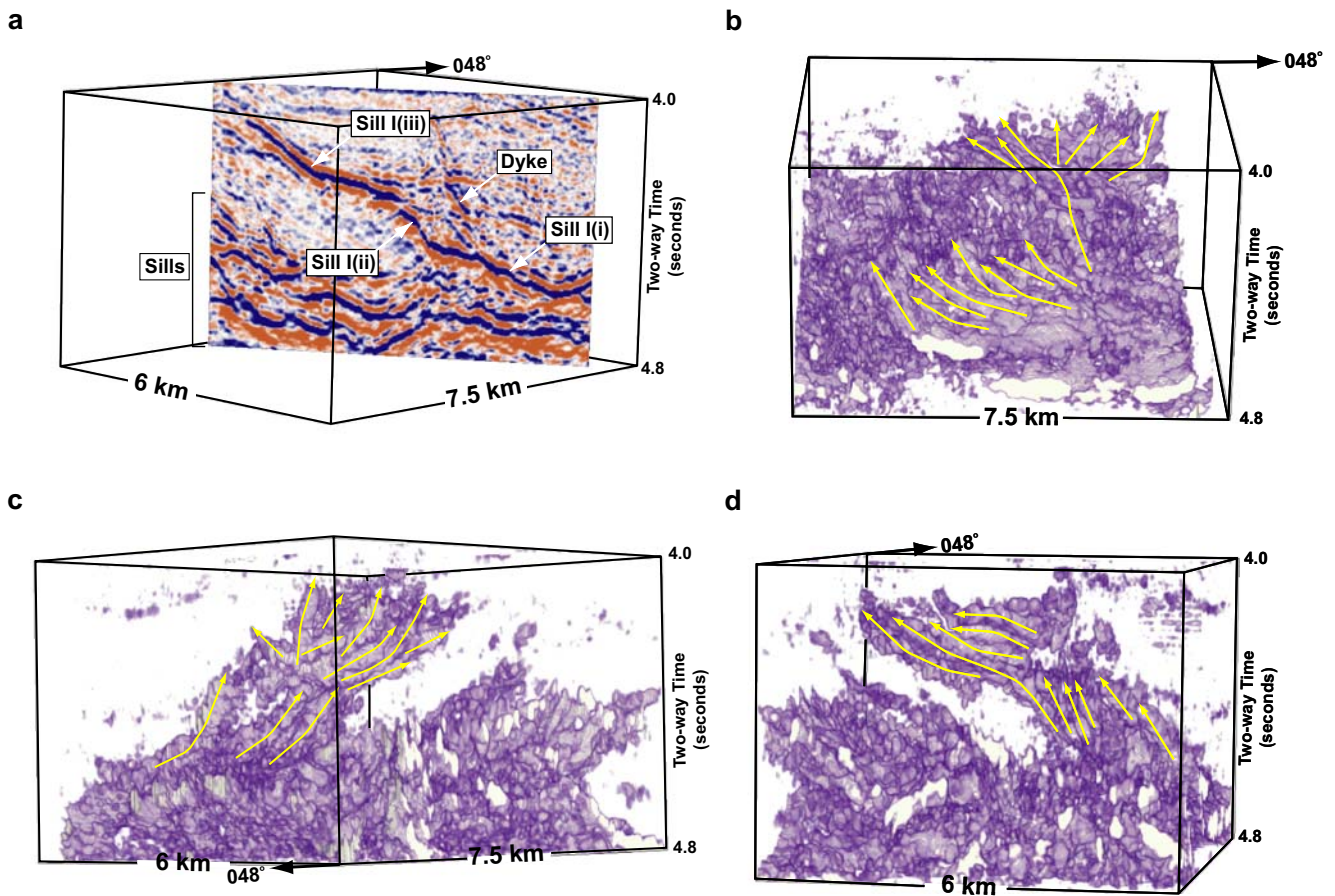 a
048°
4.0
Sill I(iii)
Dyke
Sill I(i)
Sill I(ii)
Sills
Two-way Time
(seconds)
4.8
6 km
7.5 km
b
048°
4.0
Two-way Time
(seconds)
7.5 km
4.8
c
4.0
Two-way Time
(seconds)
4.8
6 km
048°
7.5 km
d
048°
4.0
Two-way Time
(seconds)
4.8
6 km